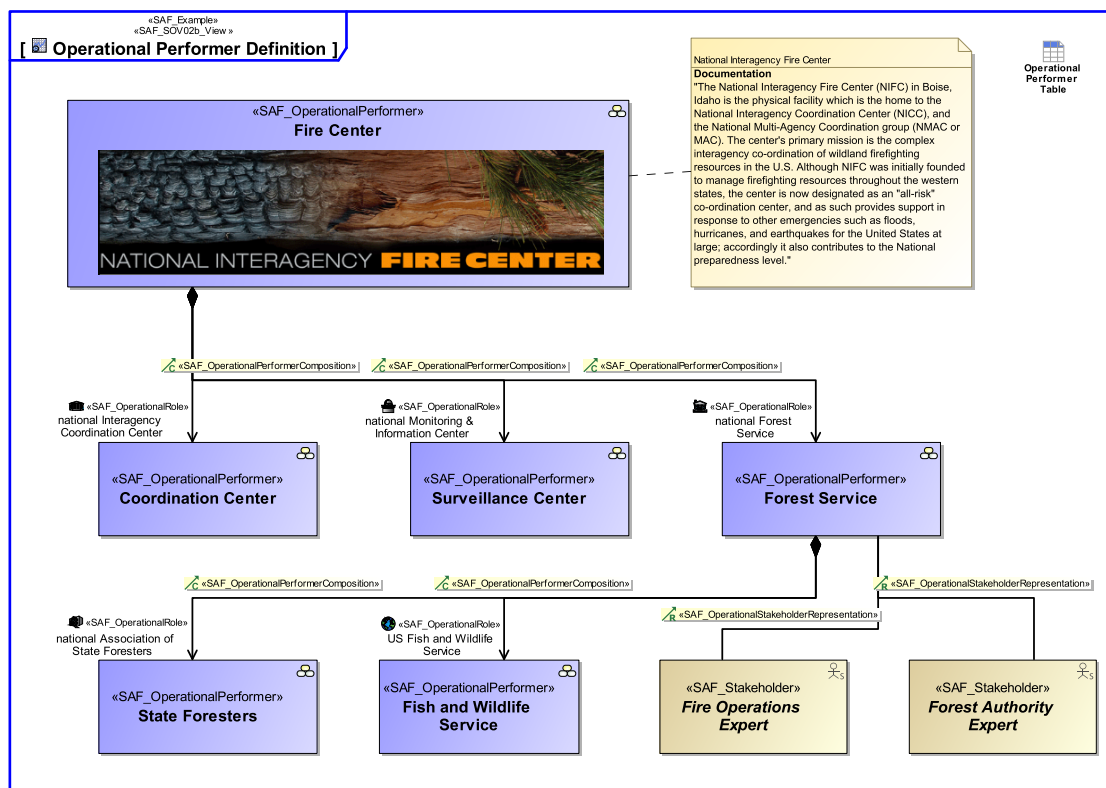 «SAF_Example»
«SAF_SOV02b_View »
[ Operational Performer Definition ]
Operational
Performer
Table
National Interagency Fire Center
Documentation
"The National Interagency Fire Center (NIFC) in Boise,
Idaho is the physical facility which is the home to the
National Interagency Coordination Center (NICC), and
the National Multi-Agency Coordination group (NMAC or
MAC). The center's primary mission is the complex
interagency co-ordination of wildland firefighting
resources in the U.S. Although NIFC was initially founded
to manage firefighting resources throughout the western
states, the center is now designated as an "all-risk"
co-ordination center, and as such provides support in
response to other emergencies such as floods,
hurricanes, and earthquakes for the United States at
large; accordingly it also contributes to the National
preparedness level."
«SAF_OperationalPerformer»
Fire Center
NATIONAL INTERAGENCY FIRE CENTER
C «SAF_OperationalPerformerComposition»
C «SAF_OperationalPerformerComposition»
C «SAF_OperationalPerformerComposition»
«SAF_OperationalRole»
national Interagency
Coordination Center
«SAF_OperationalRole»
national Monitoring &
Information Center
«SAF_OperationalRole»
national Forest
Service
«SAF_OperationalPerformer»
Coordination Center
«SAF_OperationalPerformer»
Surveillance Center
«SAF_OperationalPerformer»
Forest Service
C «SAF_OperationalPerformerComposition»
C «SAF_OperationalPerformerComposition»
R «SAF_OperationalStakeholderRepresentation»
R «SAF_OperationalStakeholderRepresentation»
«SAF_OperationalRole»
national Association of
State Foresters
«SAF_OperationalRole»
US Fish and Wildlife
Service
«SAF_OperationalPerformer»
State Foresters
«SAF_OperationalPerformer»
Fish and Wildlife
Service
S
«SAF_Stakeholder»
Fire Operations
Expert
S
«SAF_Stakeholder»
Forest Authority
Expert